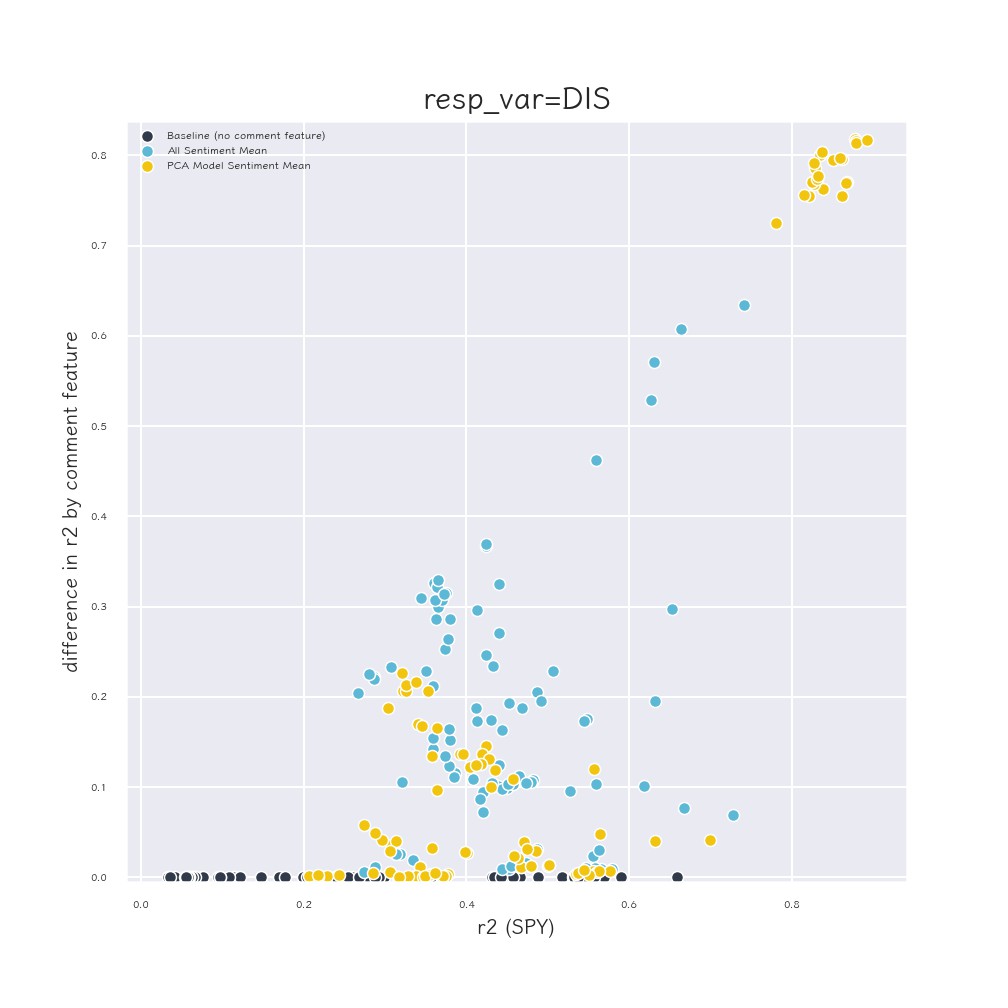 resp_var=DIS
Baseline (no comment feature)
All Sentiment Mean
PCA Model Sentiment Mean
difference in r2 by comment feature
0.8
0.7
0.6
0.5
0.4
0.3
0.2
0.1
0.0
0.0 0.2 0.4 0.6 0.8
r2 (SPY)